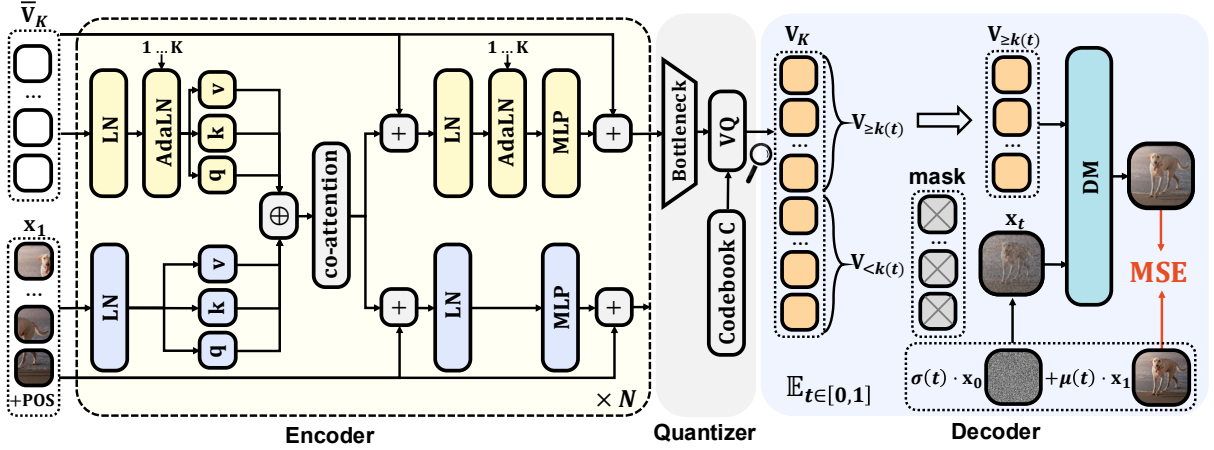 V̅_K
...
1 ... K
LN
AdaLN
v
k
q
1 ... K
+
LN
AdaLN
MLP
+
⊕
co-attention
x_1
...
+POS
LN
v
k
q
+
LN
MLP
+
× N
Encoder
Bottleneck
VQ
Codebook C
Quantizer
V_K
...
...
V_{≥k(t)}
V_{<k(t)}
V_{≥k(t)}
...
mask
...
x_t
DM
MSE
σ(t) · x_0
+μ(t) · x_1
𝔼_{t∈[0,1]}
Decoder